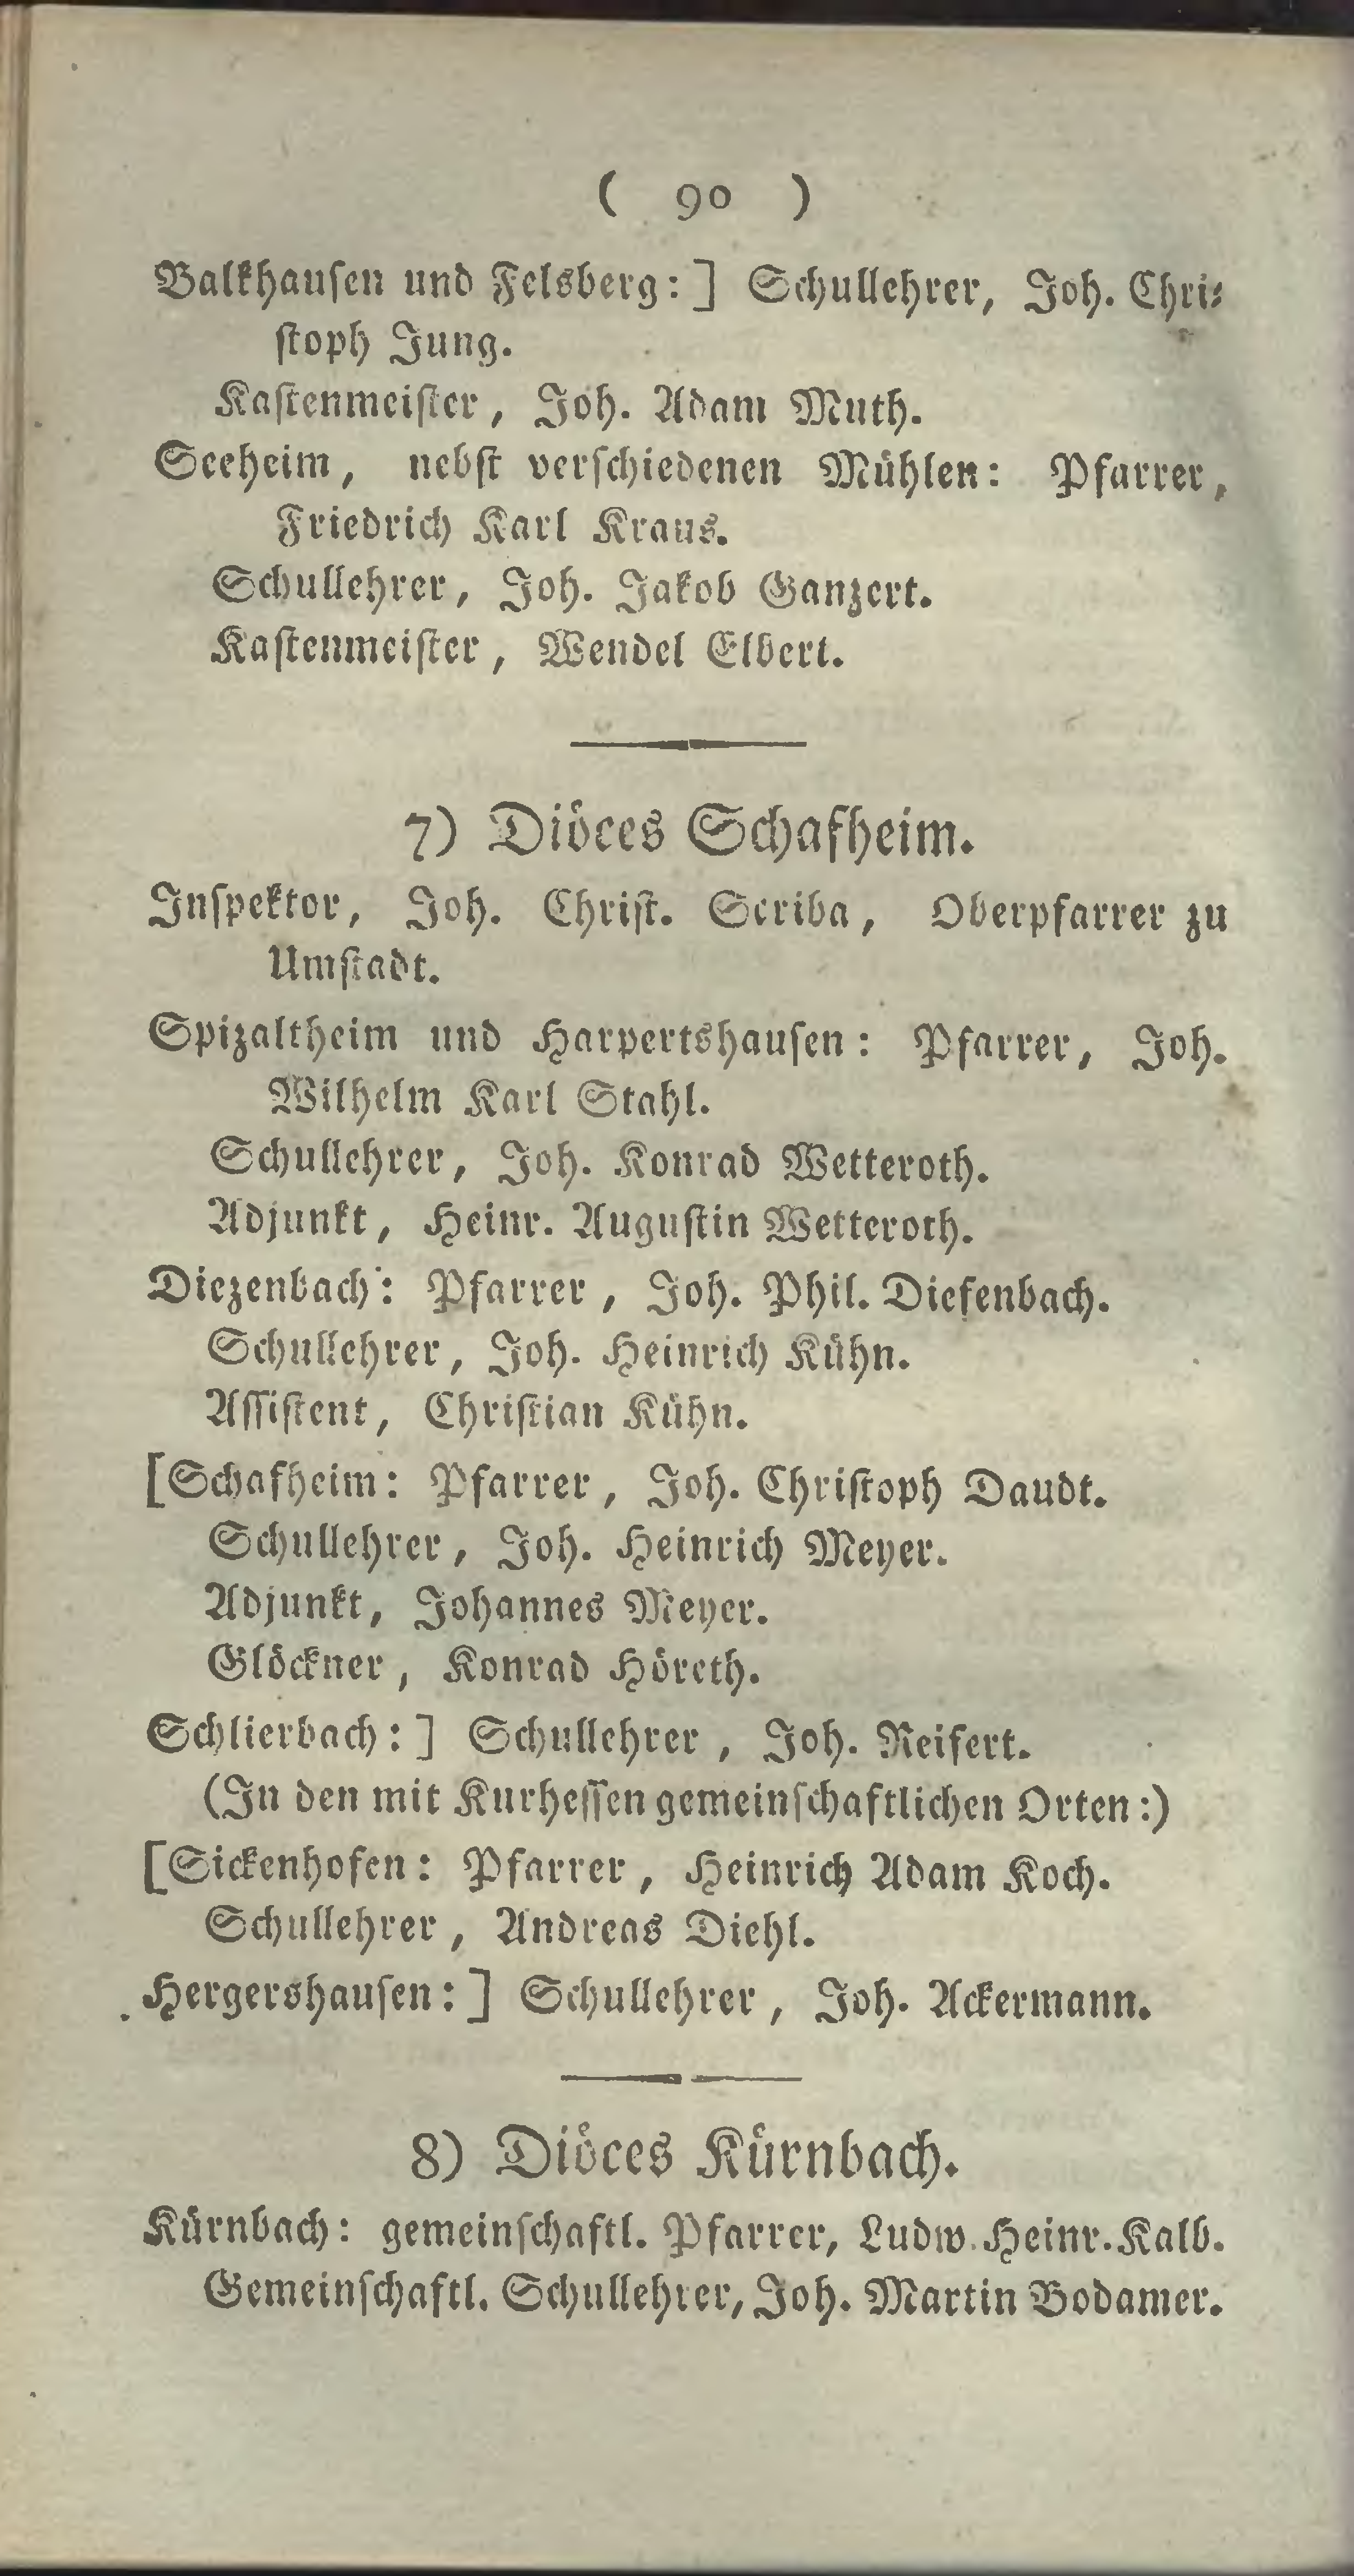 ( 90 )
Balkhauſen und Felsberg:] Schullehrer, Joh. Chri⸗
ſtoph Jung.
Kaſtenmeiſter, Joh. Adam Muth.
Seeheim, nebſt verſchiedenen Mühlen: Pfarrer,
Friedrich Karl Kraus.
Schullehrer, Joh. Jakob Ganzert.
Kaſtenmeiſter, Wendel Elbert.
7) Diöces Schafheim.
Inſpektor, Joh. Chriſt. Scriba, Oberpfarrer zu
Umſtadt.
Spizaltheim und Harpertshauſen: Pfarrer, Joh.
Wilhelm Karl Stahl.
Schullehrer, Joh. Konrad Wetteroth.
Adjunkt, Heinr. Auguſtin Wetteroth.
Diezenbach: Pfarrer, Joh. Phil. Diefenbach.
Schullehrer, Joh. Heinrich Kühn.
Aſſiſtent, Chriſtian Kühn.
[Schafheim: Pfarrer, Joh. Chriſtoph Daudt.
Schullehrer, Joh. Heinrich Meyer.
Adjunkt, Johannes Meyer.
Glöckner, Konrad Höreth.
Schlierbach:] Schullehrer, Joh. Reifert.
(In den mit Kurheſſen gemeinſchaftlichen Orten:)
[Sickenhofen: Pfarrer, Heinrich Adam Koch.
Schullehrer, Andreas Diehl.
Hergershauſen:] Schullehrer, Joh. Ackermann.
8) Diöces Kürnbach.
Kürnbach: gemeinſchaftl. Pfarrer, Ludw. Heinr. Kalb.
Gemeinſchaftl. Schullehrer, Joh. Martin Bodamer.